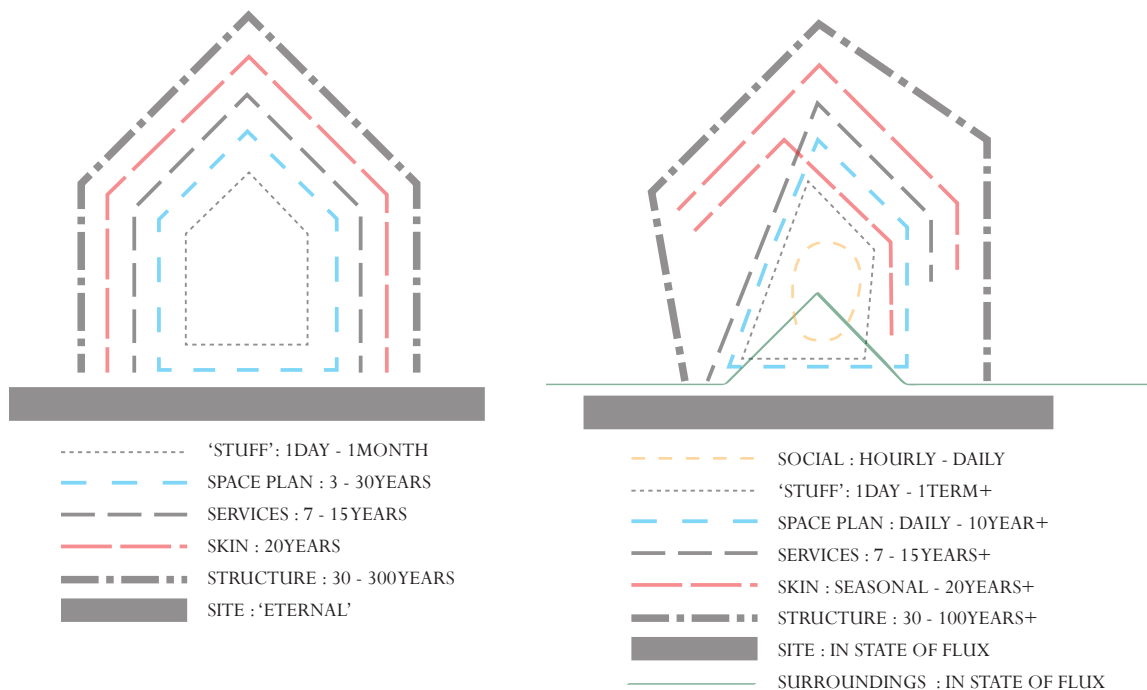 ‘STUFF’: 1DAY - 1MONTH
SPACE PLAN : 3 - 30YEARS
SERVICES : 7 - 15YEARS
SKIN : 20YEARS
STRUCTURE : 30 - 300YEARS
SITE : ‘ETERNAL’
SOCIAL : HOURLY - DAILY
‘STUFF’: 1DAY - 1TERM+
SPACE PLAN : DAILY - 10YEAR+
SERVICES : 7 - 15YEARS+
SKIN : SEASONAL - 20YEARS+
STRUCTURE : 30 - 100YEARS+
SITE : IN STATE OF FLUX
SURROUNDINGS : IN STATE OF FLUX